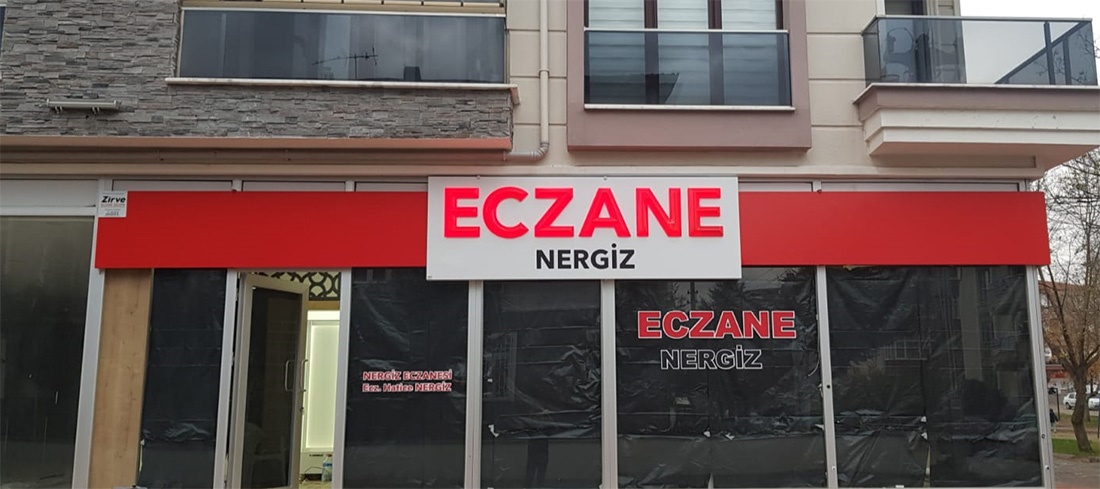 Zirve
ECZANE
NERGİZ
ECZANE
NERGİZ
NERGİZ ECZANESİ
Ecz. Hatice NERGİZ